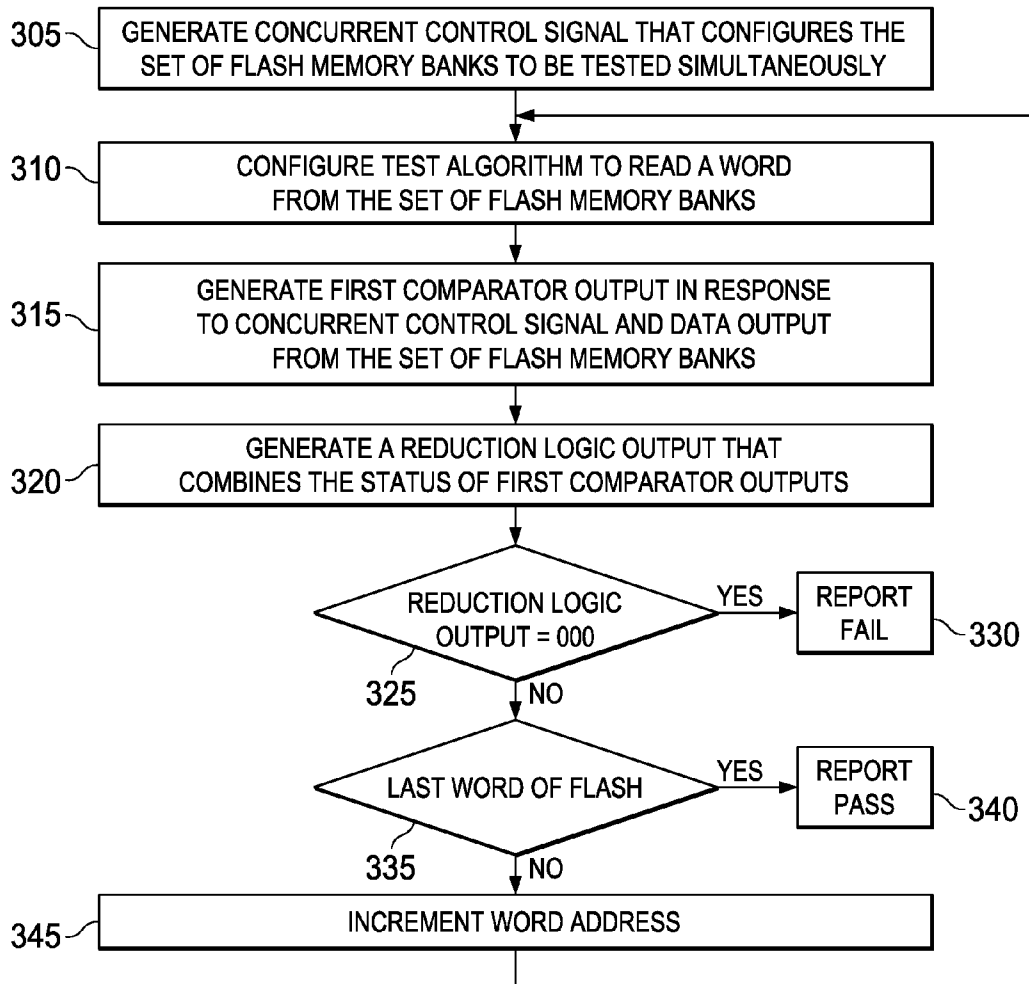 305
GENERATE CONCURRENT CONTROL SIGNAL THAT CONFIGURES THE
SET OF FLASH MEMORY BANKS TO BE TESTED SIMULTANEOUSLY
310
CONFIGURE TEST ALGORITHM TO READ A WORD
FROM THE SET OF FLASH MEMORY BANKS
315
GENERATE FIRST COMPARATOR OUTPUT IN RESPONSE
TO CONCURRENT CONTROL SIGNAL AND DATA OUTPUT
FROM THE SET OF FLASH MEMORY BANKS
320
GENERATE A REDUCTION LOGIC OUTPUT THAT
COMBINES THE STATUS OF FIRST COMPARATOR OUTPUTS
REDUCTION LOGIC
OUTPUT = 000
325
YES
REPORT
FAIL
330
NO
LAST WORD OF FLASH
335
YES
REPORT
PASS
340
NO
345
INCREMENT WORD ADDRESS